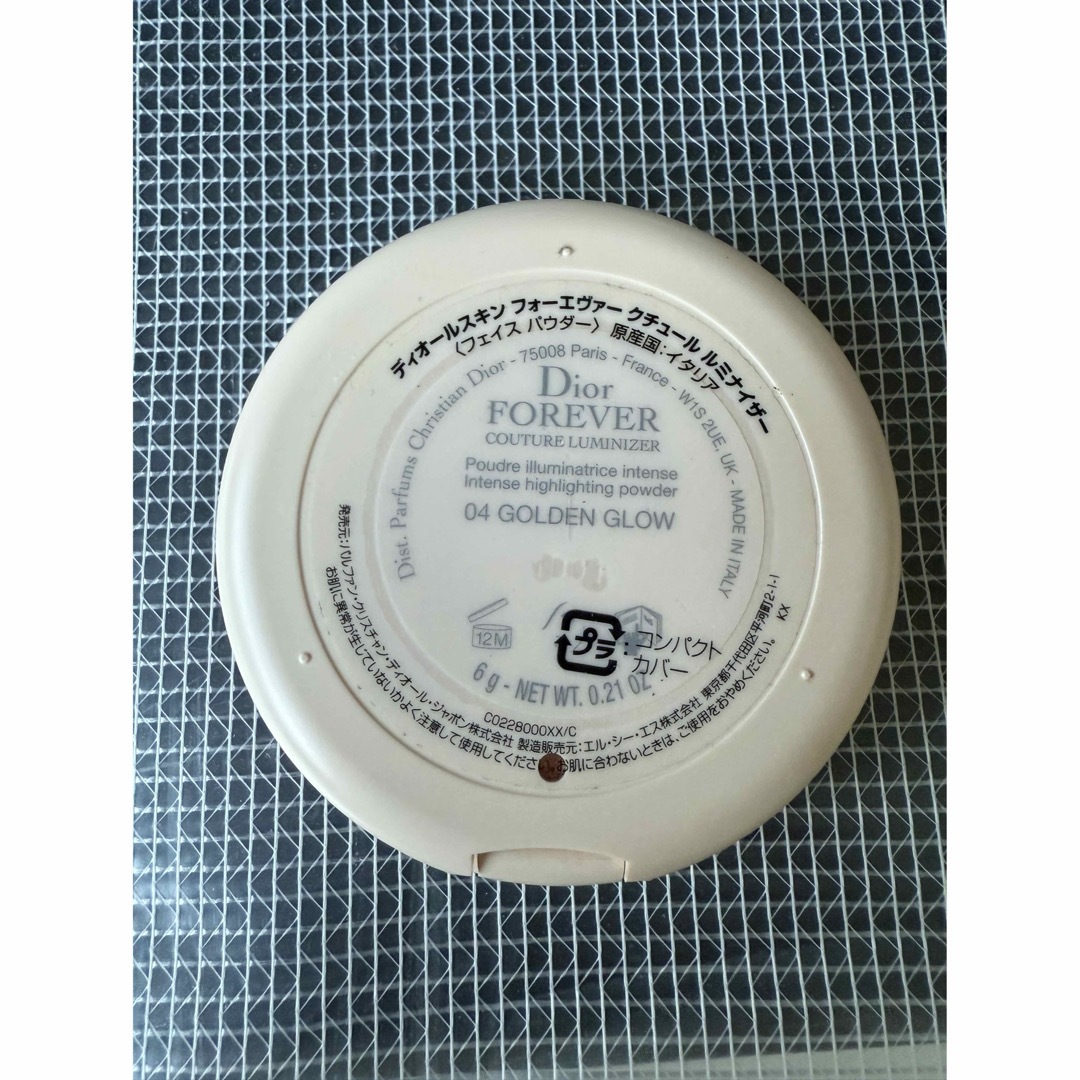 ディオールスキン フォーエヴァー クチュール ルミナイザー
〈フェイス パウダー〉 原産国:イタリア
Dist. Parfums Christian Dior - 75008 Paris - France - W1S 2UE, UK - MADE IN ITALY
Dior
FOREVER
COUTURE LUMINIZER
Poudre illuminatrice intense
Intense highlighting powder
04 GOLDEN GLOW
12M
プラ
コンパクト
カバー
6 g - NET WT. 0.21 OZ
C0228000XX/C
発売元:パルファン・クリスチャン・ディオール・ジャポン株式会社 製造販売元:エル・シー・エス株式会社 東京都千代田区平河町2-1-1
お肌に異常が生じていないかよく注意して使用してください。お肌に合わないときは、ご使用をおやめください。 KX